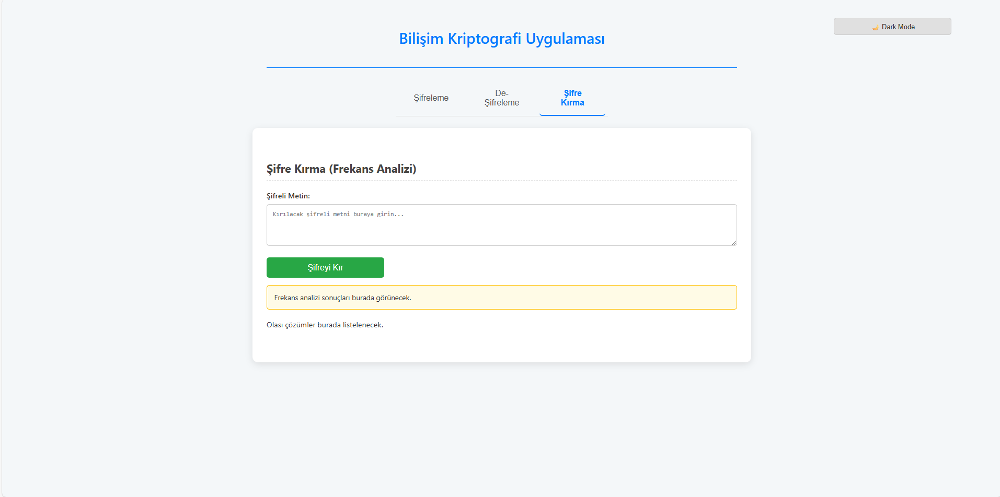 🌙 Dark Mode
Bilişim Kriptografi Uygulaması
Şifreleme
De-
Şifreleme
Şifre
Kırma
Şifre Kırma (Frekans Analizi)
Şifreli Metin:
Kırılacak şifreli metni buraya girin...
Şifreyi Kır
Frekans analizi sonuçları burada görünecek.
Olası çözümler burada listelenecek.